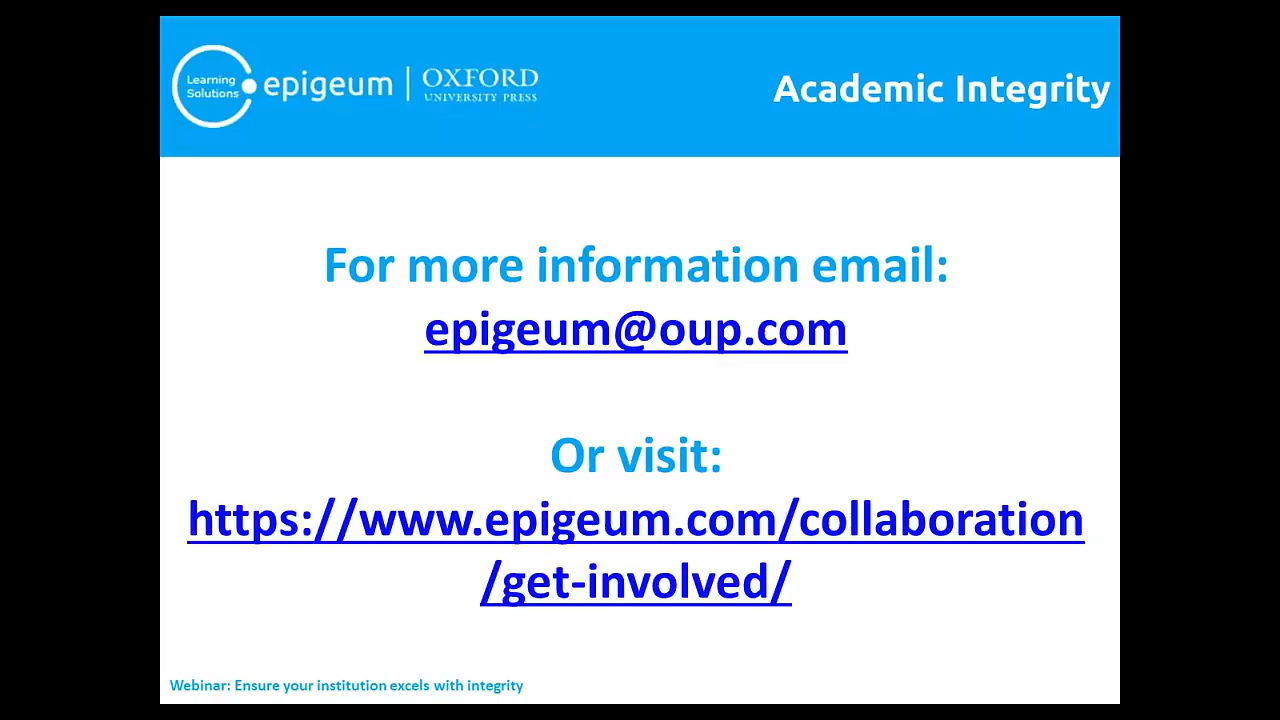 Learning
Solutions
epigeum | OXFORD
UNIVERSITY PRESS
Academic Integrity
For more information email:
epigeum@oup.com
Or visit:
https://www.epigeum.com/collaboration
/get-involved/
Webinar: Ensure your institution excels with integrity